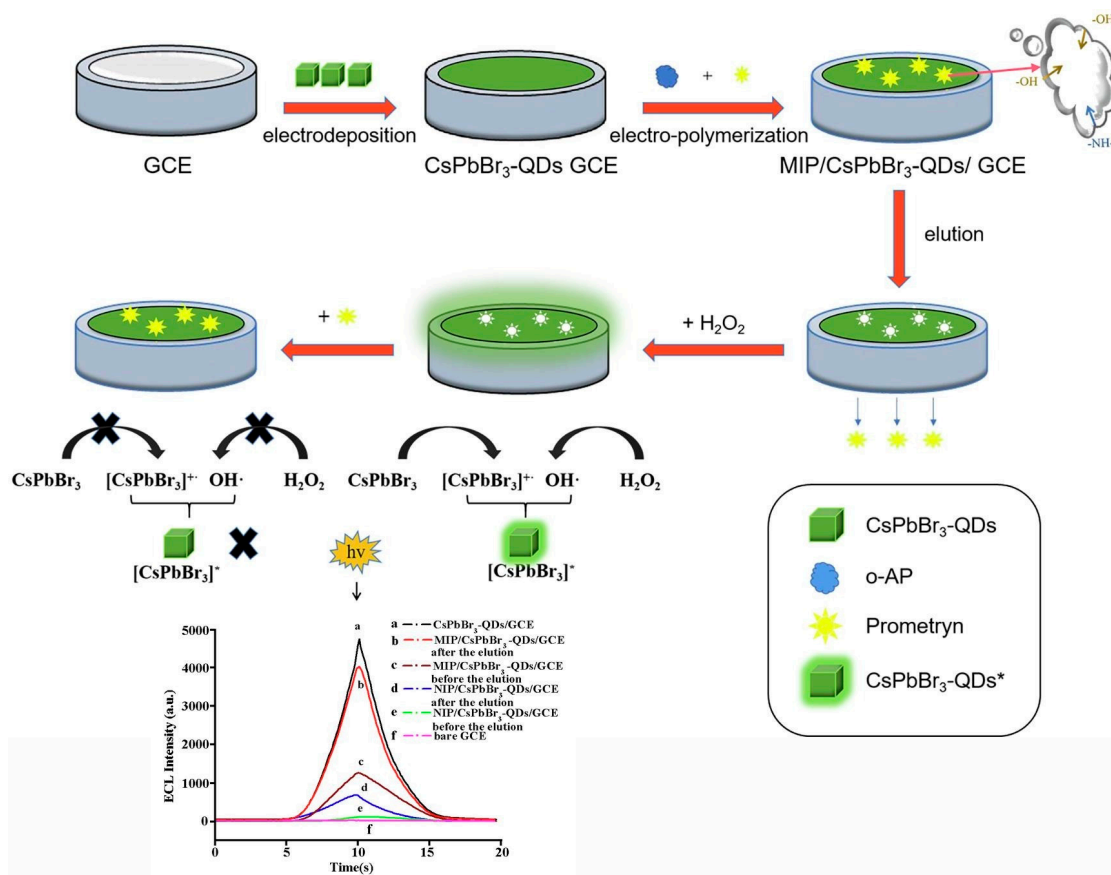 -OH
-OH
-NH
+
electrodeposition
electro-polymerization
GCE
CsPbBr₃-QDs GCE
MIP/CsPbBr₃-QDs/ GCE
elution
+
+ H₂O₂
CsPbBr₃ [CsPbBr₃]⁺· OH· H₂O₂
CsPbBr₃ [CsPbBr₃]⁺· OH· H₂O₂
[CsPbBr₃]*
hv
[CsPbBr₃]*
CsPbBr₃-QDs
o-AP
Prometryn
CsPbBr₃-QDs*
a CsPbBr₃-QDs/GCE
b MIP/CsPbBr₃-QDs/GCE
after the elution
c MIP/CsPbBr₃-QDs/GCE
before the elution
d NIP/CsPbBr₃-QDs/GCE
after the elution
e NIP/CsPbBr₃-QDs/GCE
before the elution
f bare GCE
a
b
c
d
e
f
ECL Intensity (a.u.)
5000
4000
3000
2000
1000
0
0 5 10 15 20
Time(s)